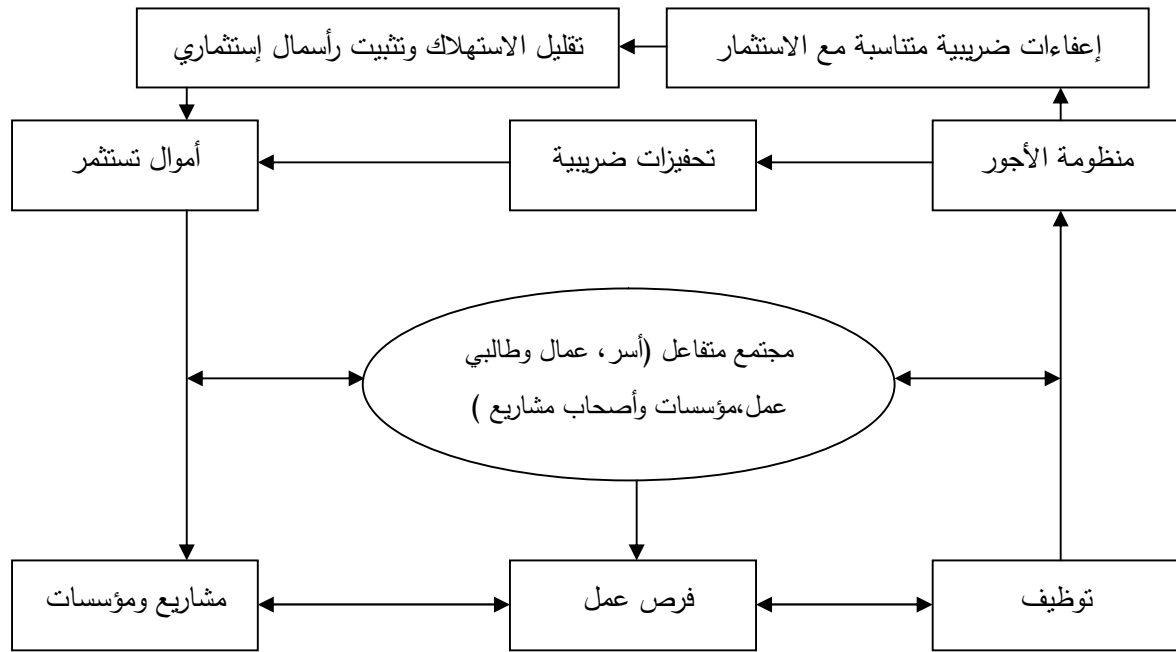 إعفاءات ضريبية متناسبة مع الاستثمار
تقليل الاستهلاك وتثبيت رأسمال إستثماري
منظومة الأجور
تحفيزات ضريبية
أموال تستثمر
مجتمع متفاعل (أسر، عمال وطالبي
عمل،مؤسسات وأصحاب مشاريع )
توظيف
فرص عمل
مشاريع ومؤسسات